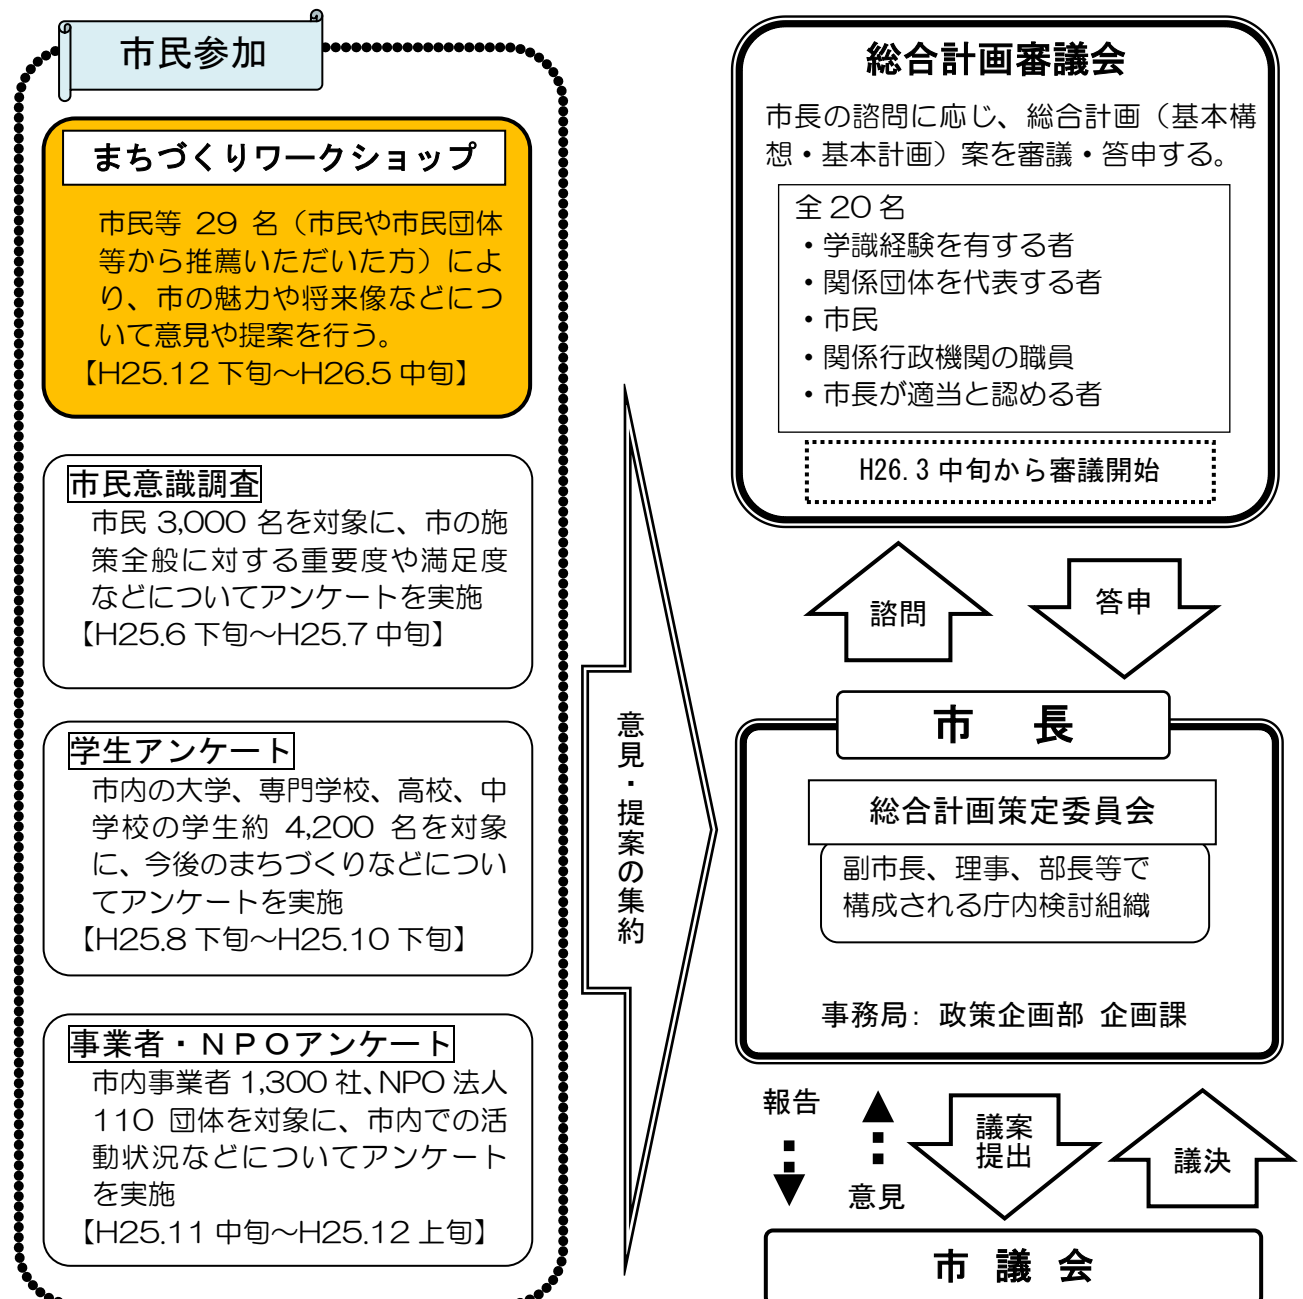 市民参加
まちづくりワークショップ
市民等 29 名（市民や市民団体
等から推薦いただいた方）によ
り、市の魅力や将来像などにつ
いて意見や提案を行う。
【H25.12 下旬～H26.5 中旬】
市民意識調査
市民 3,000 名を対象に、市の施
策全般に対する重要度や満足度
などについてアンケートを実施
【H25.6 下旬～H25.7 中旬】
学生アンケート
市内の大学、専門学校、高校、中
学校の学生約 4,200 名を対象
に、今後のまちづくりなどについ
てアンケートを実施
【H25.8 下旬～H25.10 下旬】
事業者・ＮＰＯアンケート
市内事業者 1,300 社、NPO 法人
110 団体を対象に、市内での活
動状況などについてアンケート
を実施
【H25.11 中旬～H25.12 上旬】
意見・提案の集約
総合計画審議会
市長の諮問に応じ、総合計画（基本構
想・基本計画）案を審議・答申する。
全 20 名
・学識経験を有する者
・関係団体を代表する者
・市民
・関係行政機関の職員
・市長が適当と認める者
H26.3 中旬から審議開始
諮問
答申
市 長
総合計画策定委員会
副市長、理事、部長等で
構成される庁内検討組織
事務局: 政策企画部 企画課
報告
意見
議案
提出
議決
市 議 会